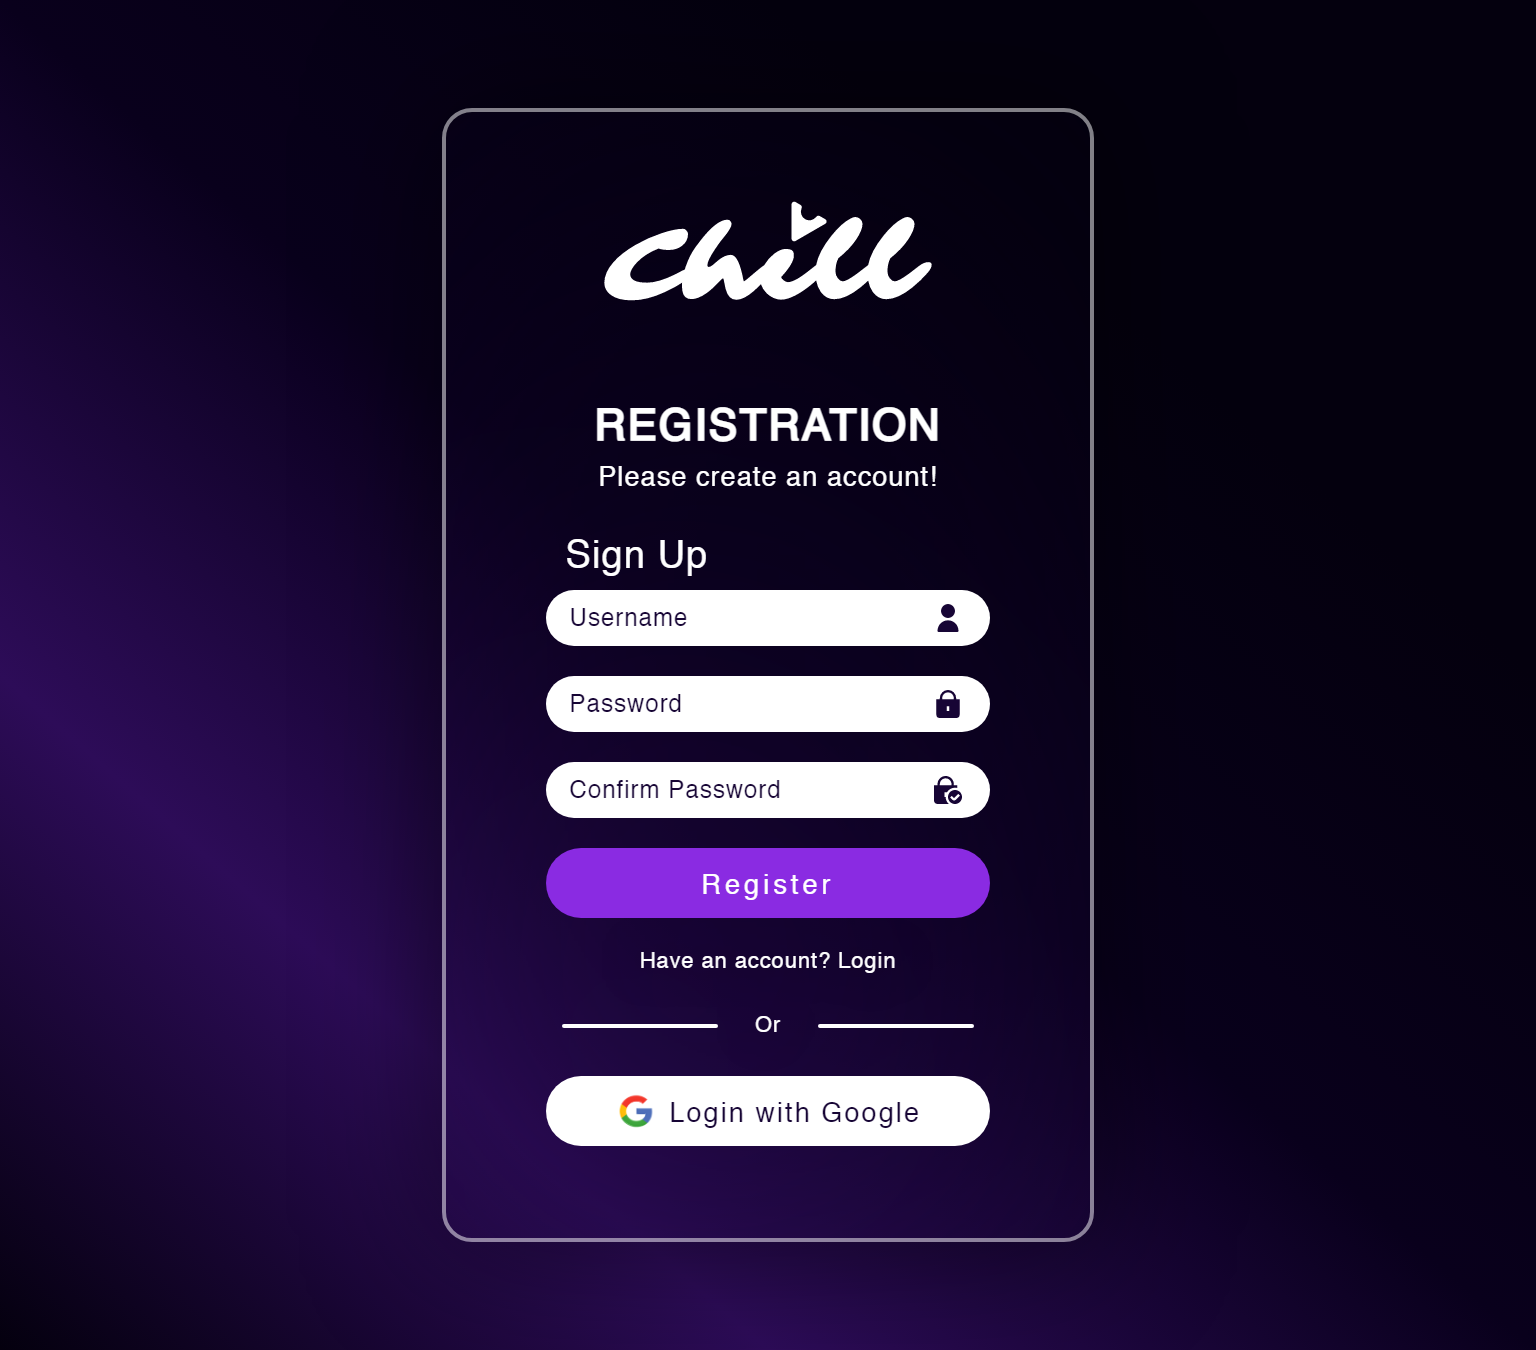 Chill
REGISTRATION
Please create an account!
Sign Up
Username
Password
Confirm Password
Register
Have an account? Login
Or
Login with Google